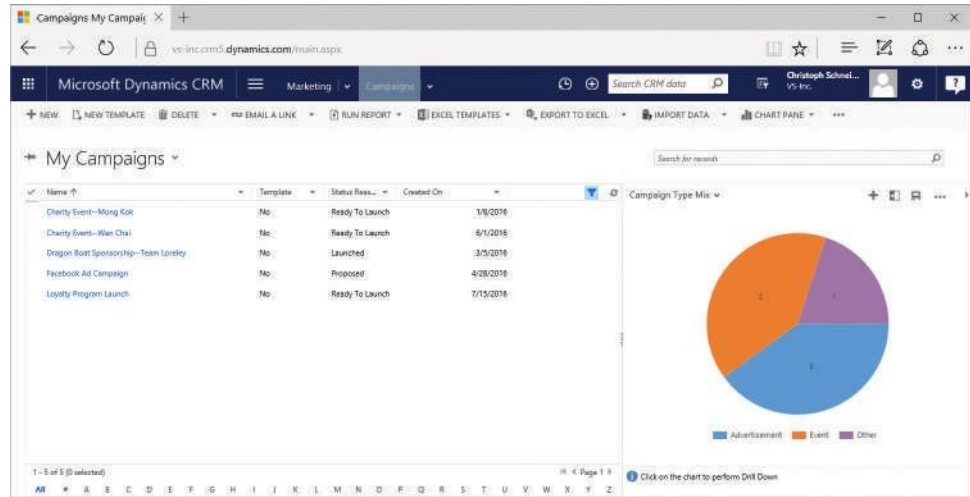 Campaigns My Campaig
vs-inc.crm5.dynamics.com/main.aspx
Microsoft Dynamics CRM Marketing Campaigns Search CRM data Christoph Schnei...
VS-Inc.
NEW NEW TEMPLATE DELETE EMAIL A LINK RUN REPORT EXCEL TEMPLATES EXPORT TO EXCEL IMPORT DATA CHART PANE
My Campaigns Search for records
Name Template Status Reas... Created On Campaign Type Mix
Charity Event--Mong Kok No Ready To Launch 1/8/2016
Charity Event--Wan Chai No Ready To Launch 6/1/2016
Dragon Boat Sponsorship--Team Loreley No Launched 3/5/2016
Facebook Ad Campaign No Proposed 4/28/2016
Loyalty Program Launch No Ready To Launch 7/15/2016
2 1
2
Advertisement Event Other
1 - 5 of 5 (0 selected) Page 1
Click on the chart to perform Drill Down
All # A B C D E F G H I J K L M N O P Q R S T U V W X Y Z